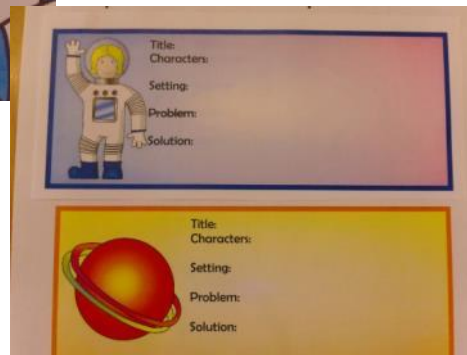 Title:
Characters:
Setting:
Problem:
Solution:
Title:
Characters:
Setting:
Problem:
Solution: